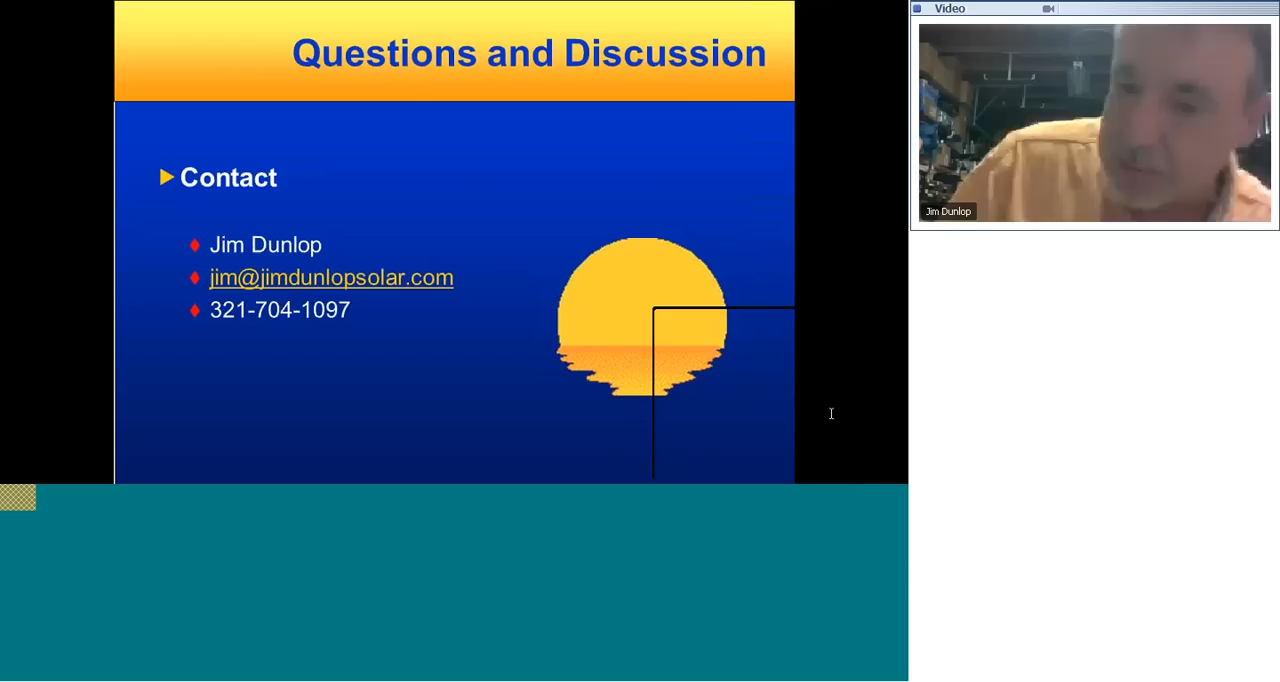 Questions and Discussion
Contact
Jim Dunlop
jim@jimdunlopsolar.com
321-704-1097
Video
Jim Dunlop